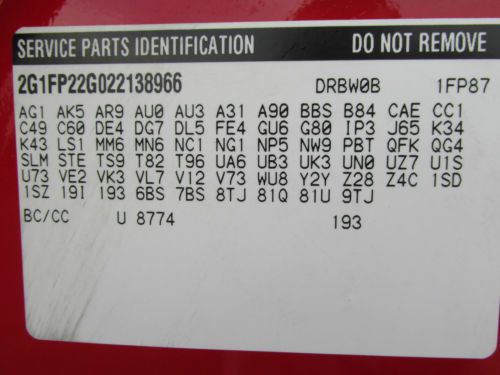 SERVICE PARTS IDENTIFICATION DO NOT REMOVE
2G1FP22G022138966 DRBW0B 1FP87
AG1 AK5 AR9 AU0 AU3 A31 A90 BBS B84 CAE CC1
C49 C60 DE4 DG7 DL5 FE4 GU6 G80 IP3 J65 K34
K43 LS1 MM6 MN6 NC1 NG1 NP5 NW9 PBT QFK QG4
SLM STE TS9 T82 T96 UA6 UB3 UK3 UN0 UZ7 U1S
U73 VE2 VK3 VL7 V12 V73 WU8 Y2Y Z28 Z4C 1SD
1SZ 19I 193 6BS 7BS 8TJ 81Q 81U 9TJ
BC/CC U 8774 193